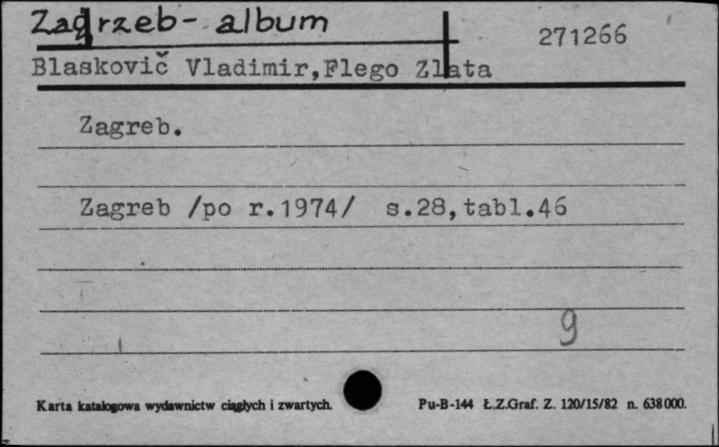 Zagrzeb - album
271266
Blaskovič Vladimir,Flego Zlata
Zagreb.
Zagreb /po r.1974/ s.28,tabl.46
9
Karta katalogowa wydawnictw ciągłych i zwartych.
Pu-B-144 Ł.Z.Graf. Z. 120/15/82 n. 638000.